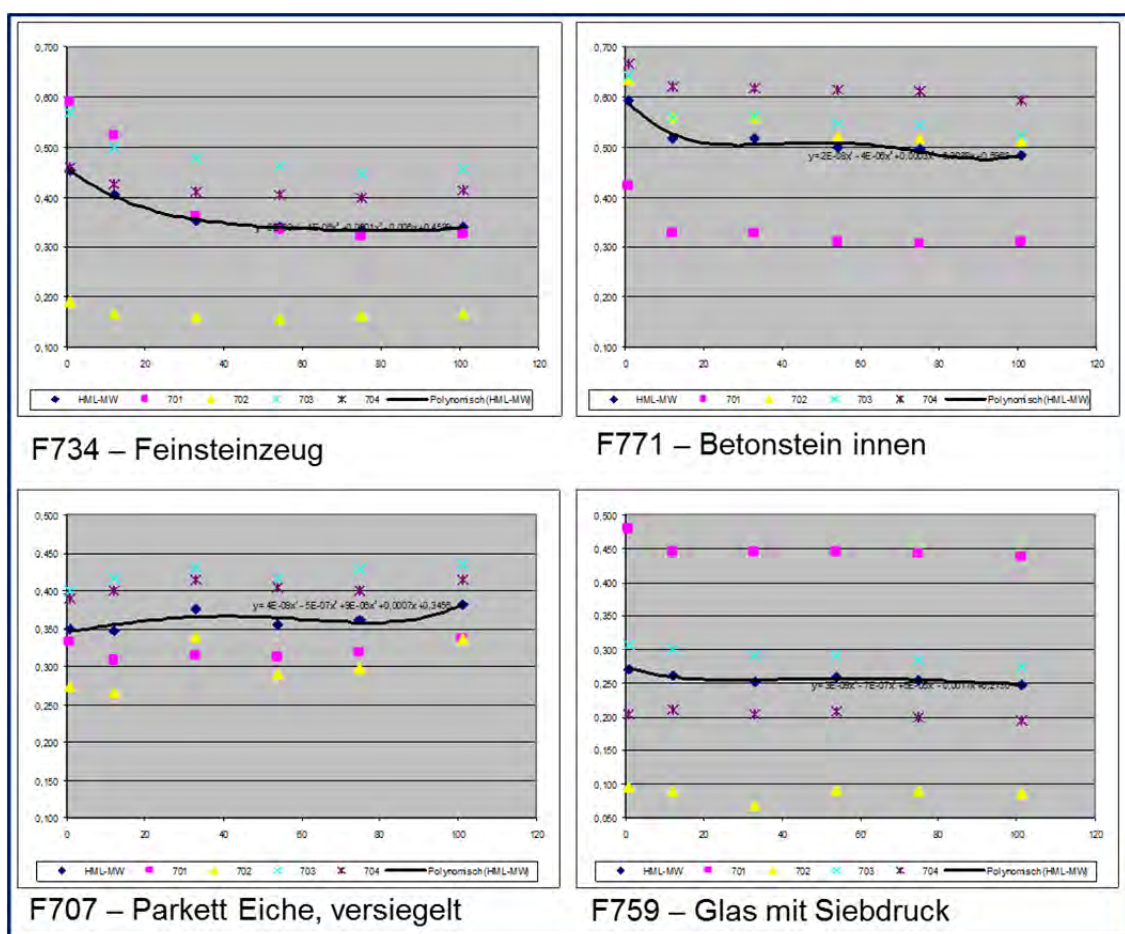 0,700
0,600
0,500
0,400
0,300
0,200
0,100
0 20 40 60 80 100 120
HML-MW 701 702 703 704 Polynomisch (HML-MW)
F734 – Feinsteinzeug
0,700
0,600
0,500
0,400
0,300
0,200
0,100
0 20 40 60 80 100 120
HML-MW 701 702 703 704 Polynomisch (HML-MW)
F771 – Betonstein innen
0,500
0,450
0,400
0,350
0,300
0,250
0,200
0,150
0,100
y = 4E-08x⁴ - 5E-07x³ +9E-06x² +0,0007x +0,3456
0 20 40 60 80 100 120
HML-MW 701 702 703 704 Polynomisch (HML-MW)
F707 – Parkett Eiche, versiegelt
0,500
0,450
0,400
0,350
0,300
0,250
0,200
0,150
0,100
0,050
0 20 40 60 80 100 120
HML-MW 701 702 703 704 Polynomisch (HML-MW)
F759 – Glas mit Siebdruck